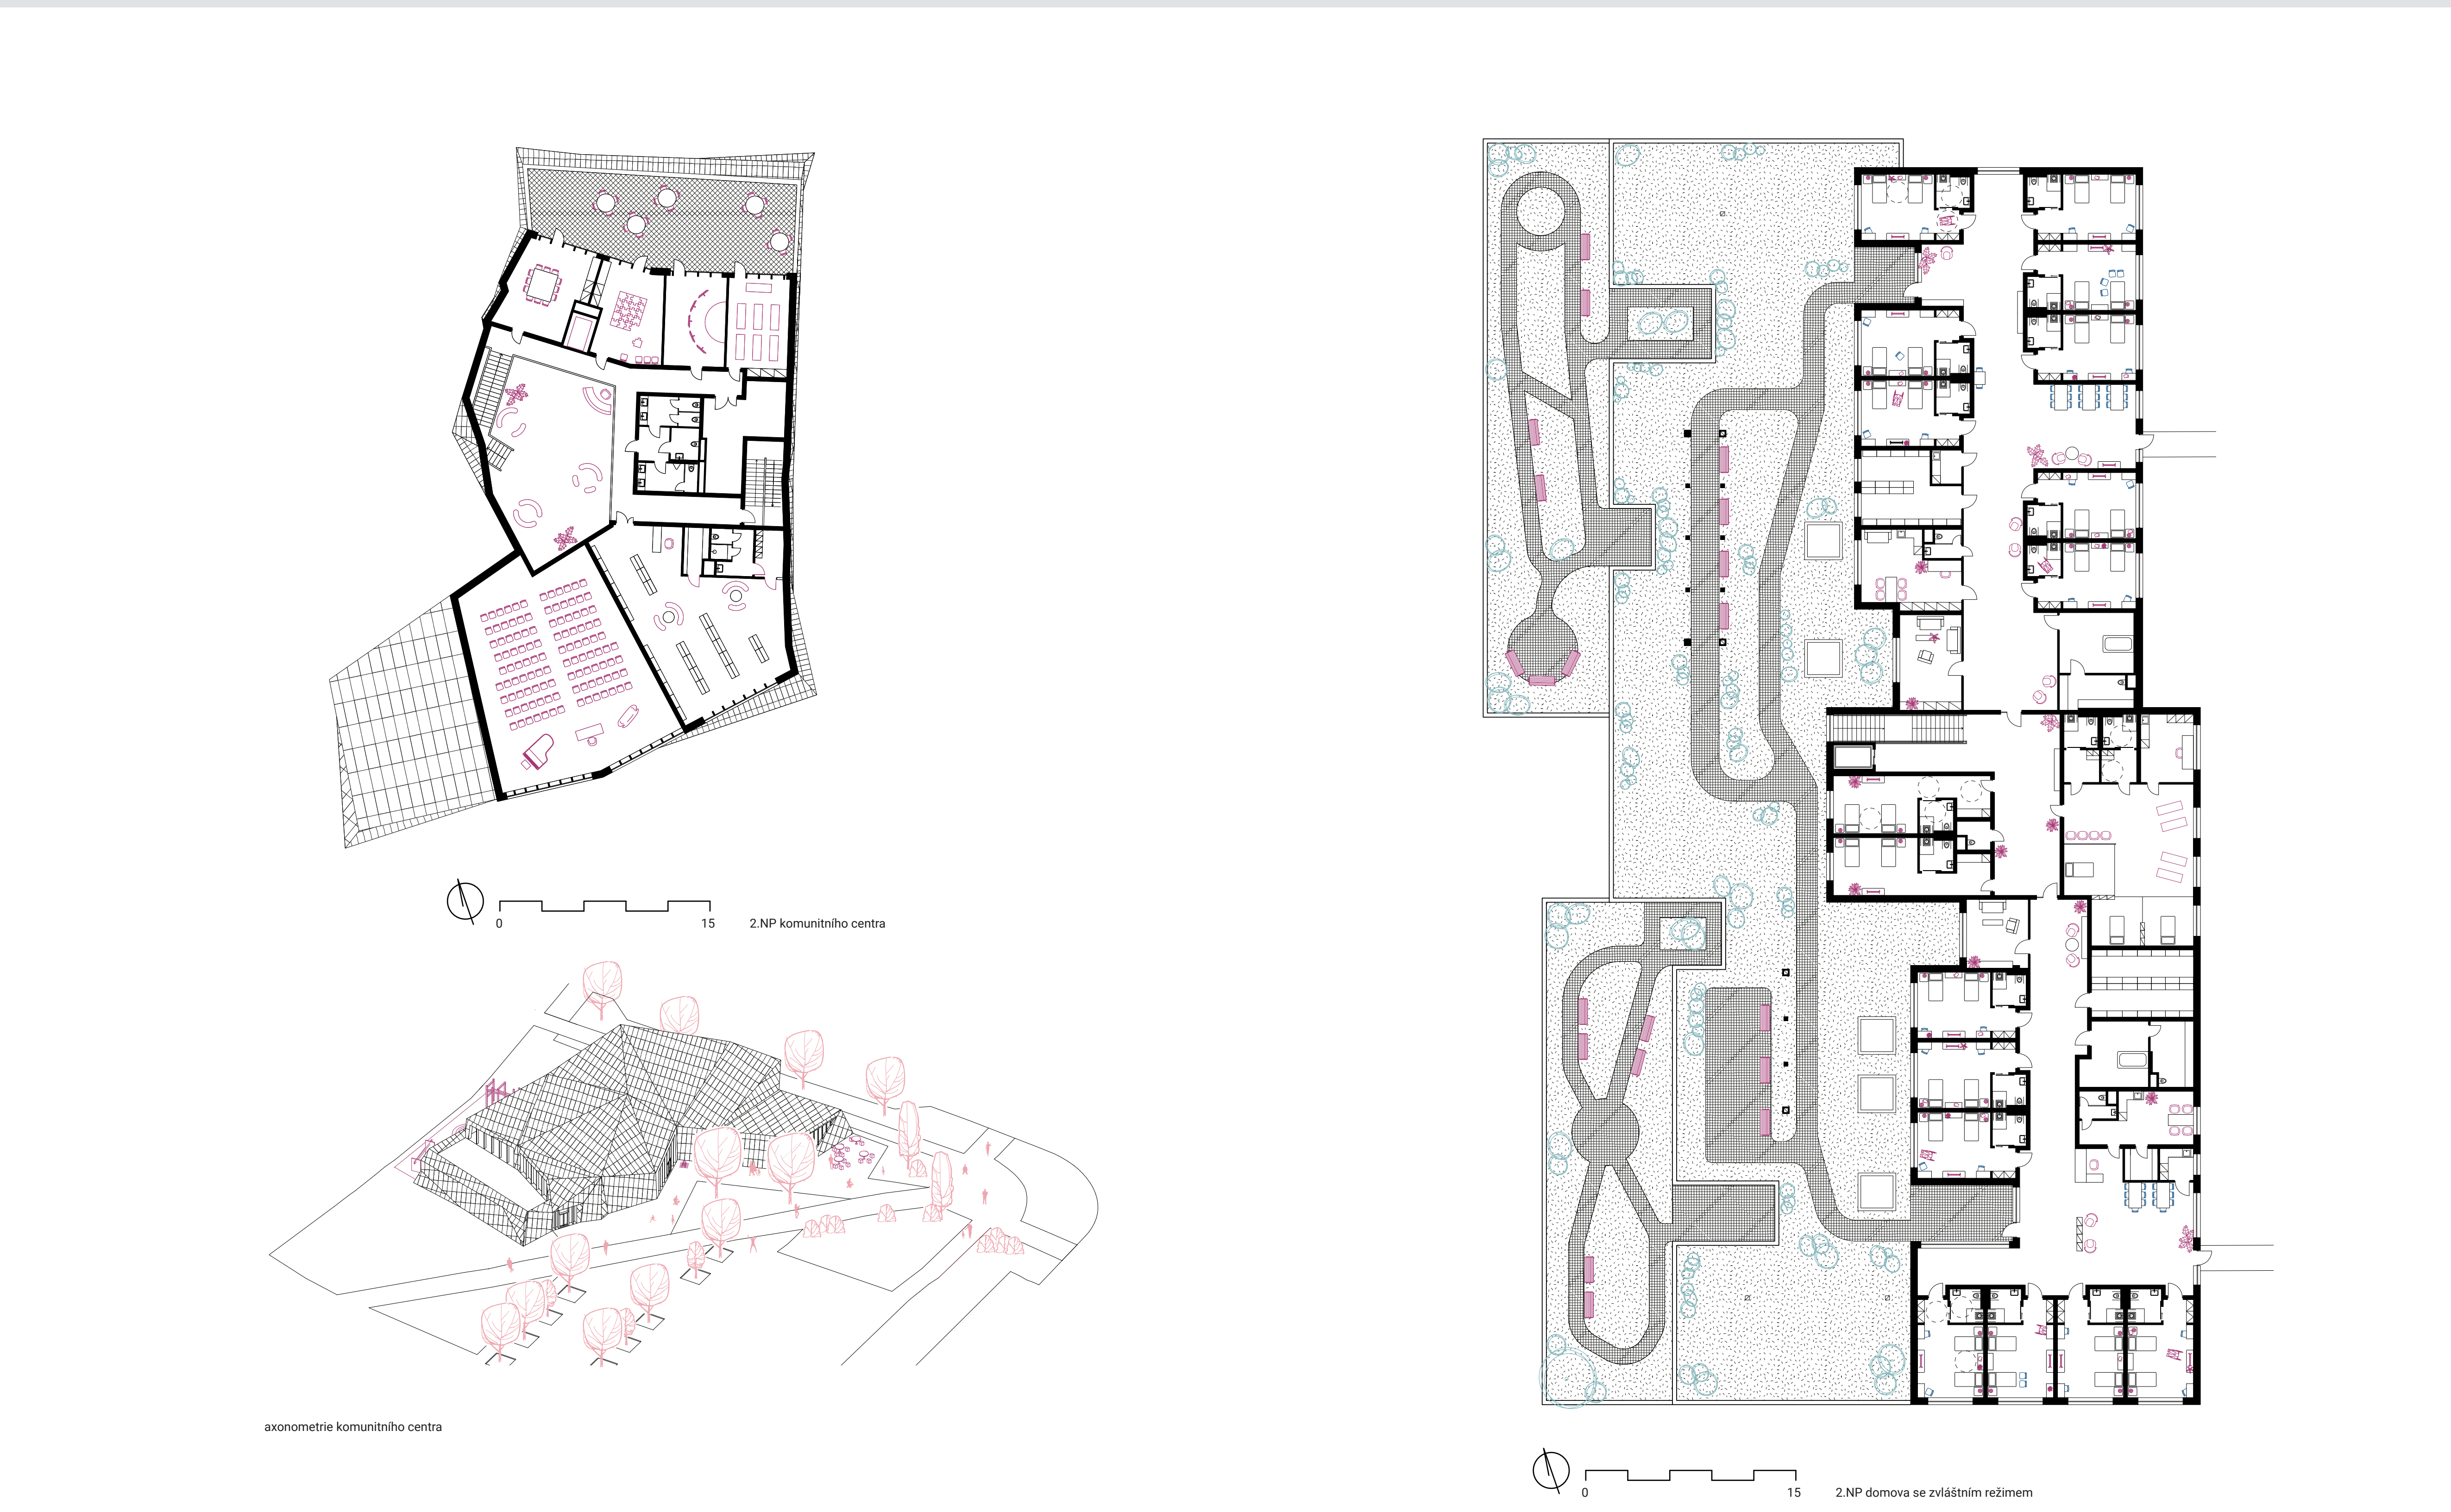 0 15 2.NP komunitního centra
axonometrie komunitního centra
0 15 2.NP domova se zvláštním režimem